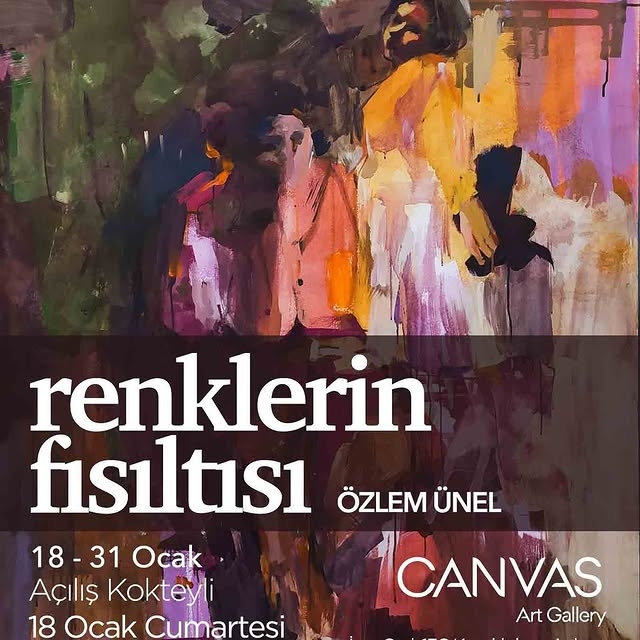 renklerin
fısıltısı
ÖZLEM ÜNEL
18 - 31 Ocak
Açılış Kokteyli
18 Ocak Cumartesi
CANVAS
Art Gallery